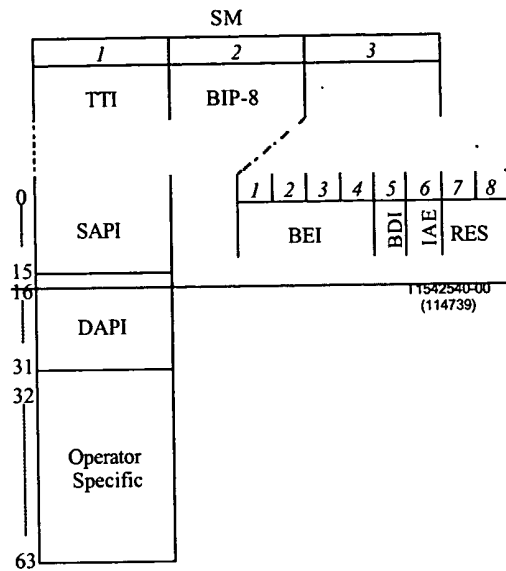 SM
1 2 3
TTI BIP-8
0 1 2 3 4 5 6 7 8
SAPI BEI BDI IAE RES
15
16 T1542540-00
(114739)
DAPI
31
32
Operator
Specific
63